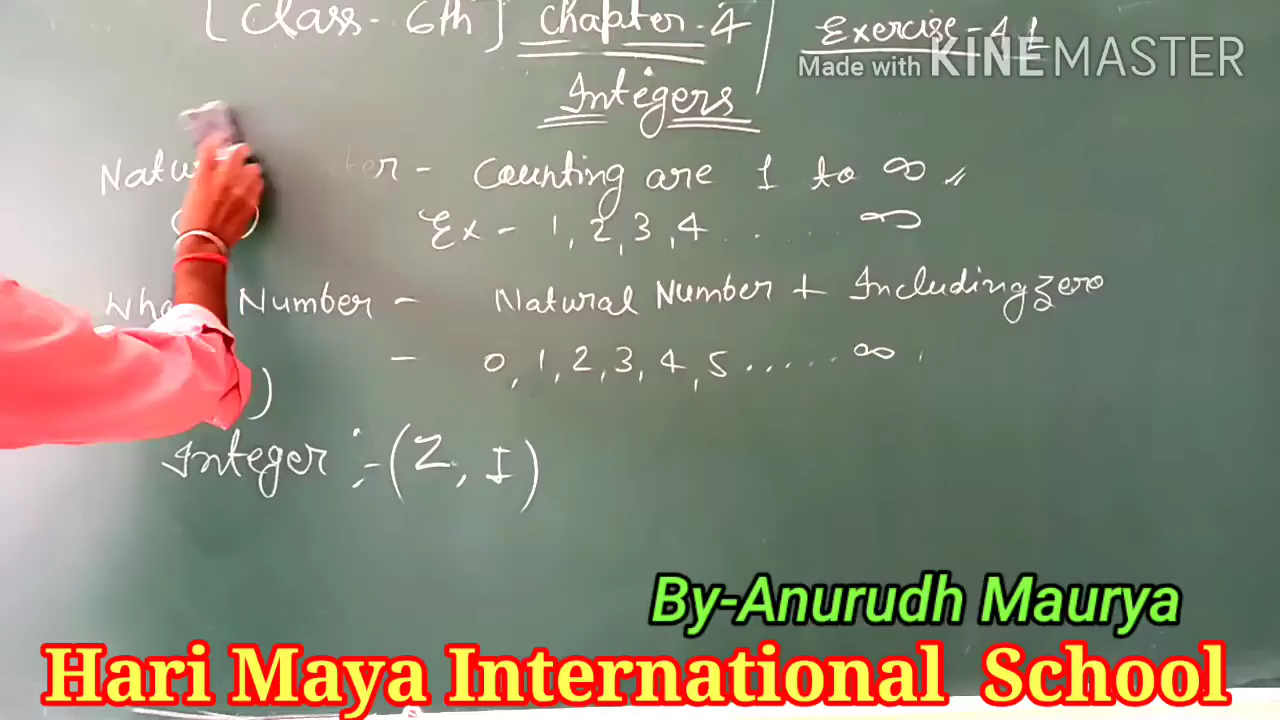 [Class - 6th] Chapter - 4 Exercise - 4.1
Made with KINEMASTER
Integers
Natu ter - Counting are 1 to ∞
Ex - 1, 2, 3, 4 ..... ∞
Number - Natural Number + Including zero
- 0, 1, 2, 3, 4, 5 ..... ∞
)
Integer :- (Z, I)
By-Anurudh Maurya
Hari Maya International School